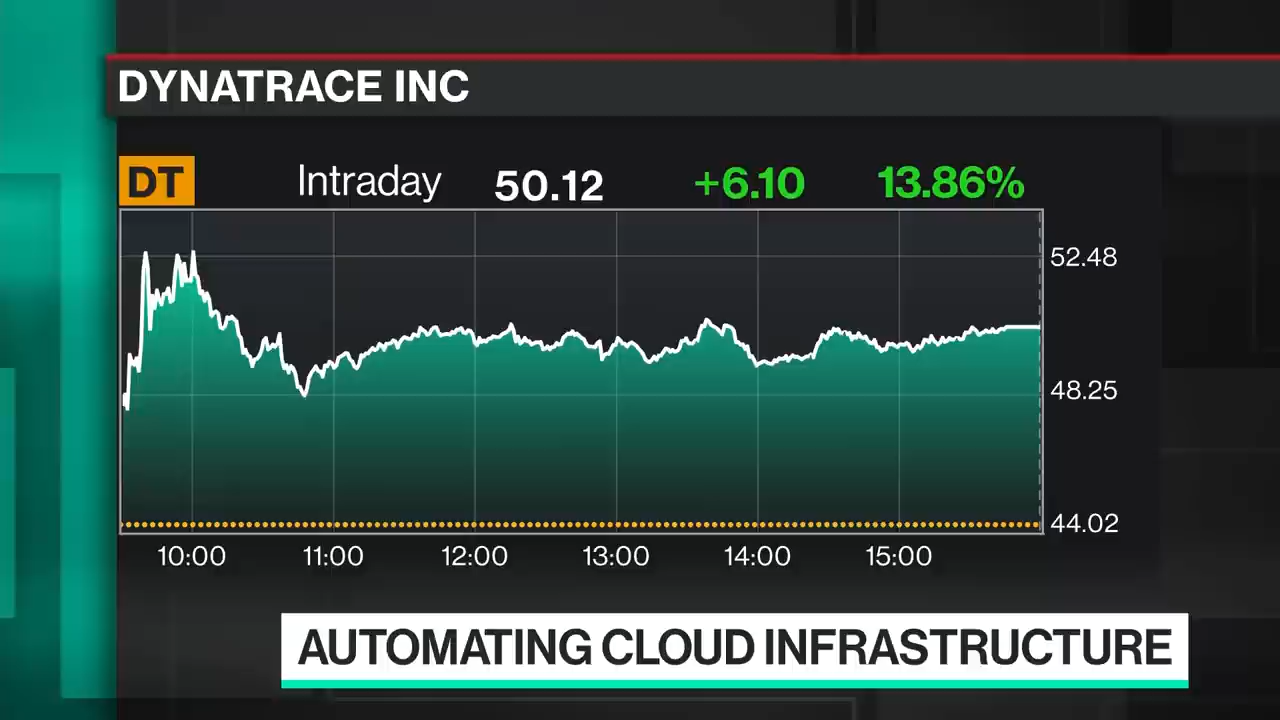 DYNATRACE INC
DT Intraday 50.12 +6.10 13.86%
52.48
48.25
44.02
10:00 11:00 12:00 13:00 14:00 15:00
AUTOMATING CLOUD INFRASTRUCTURE